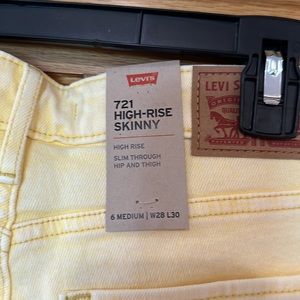 Levi's
721
HIGH-RISE
SKINNY
HIGH RISE
SLIM THROUGH
HIP AND THIGH
6 MEDIUM | W28 L30
LEVI S